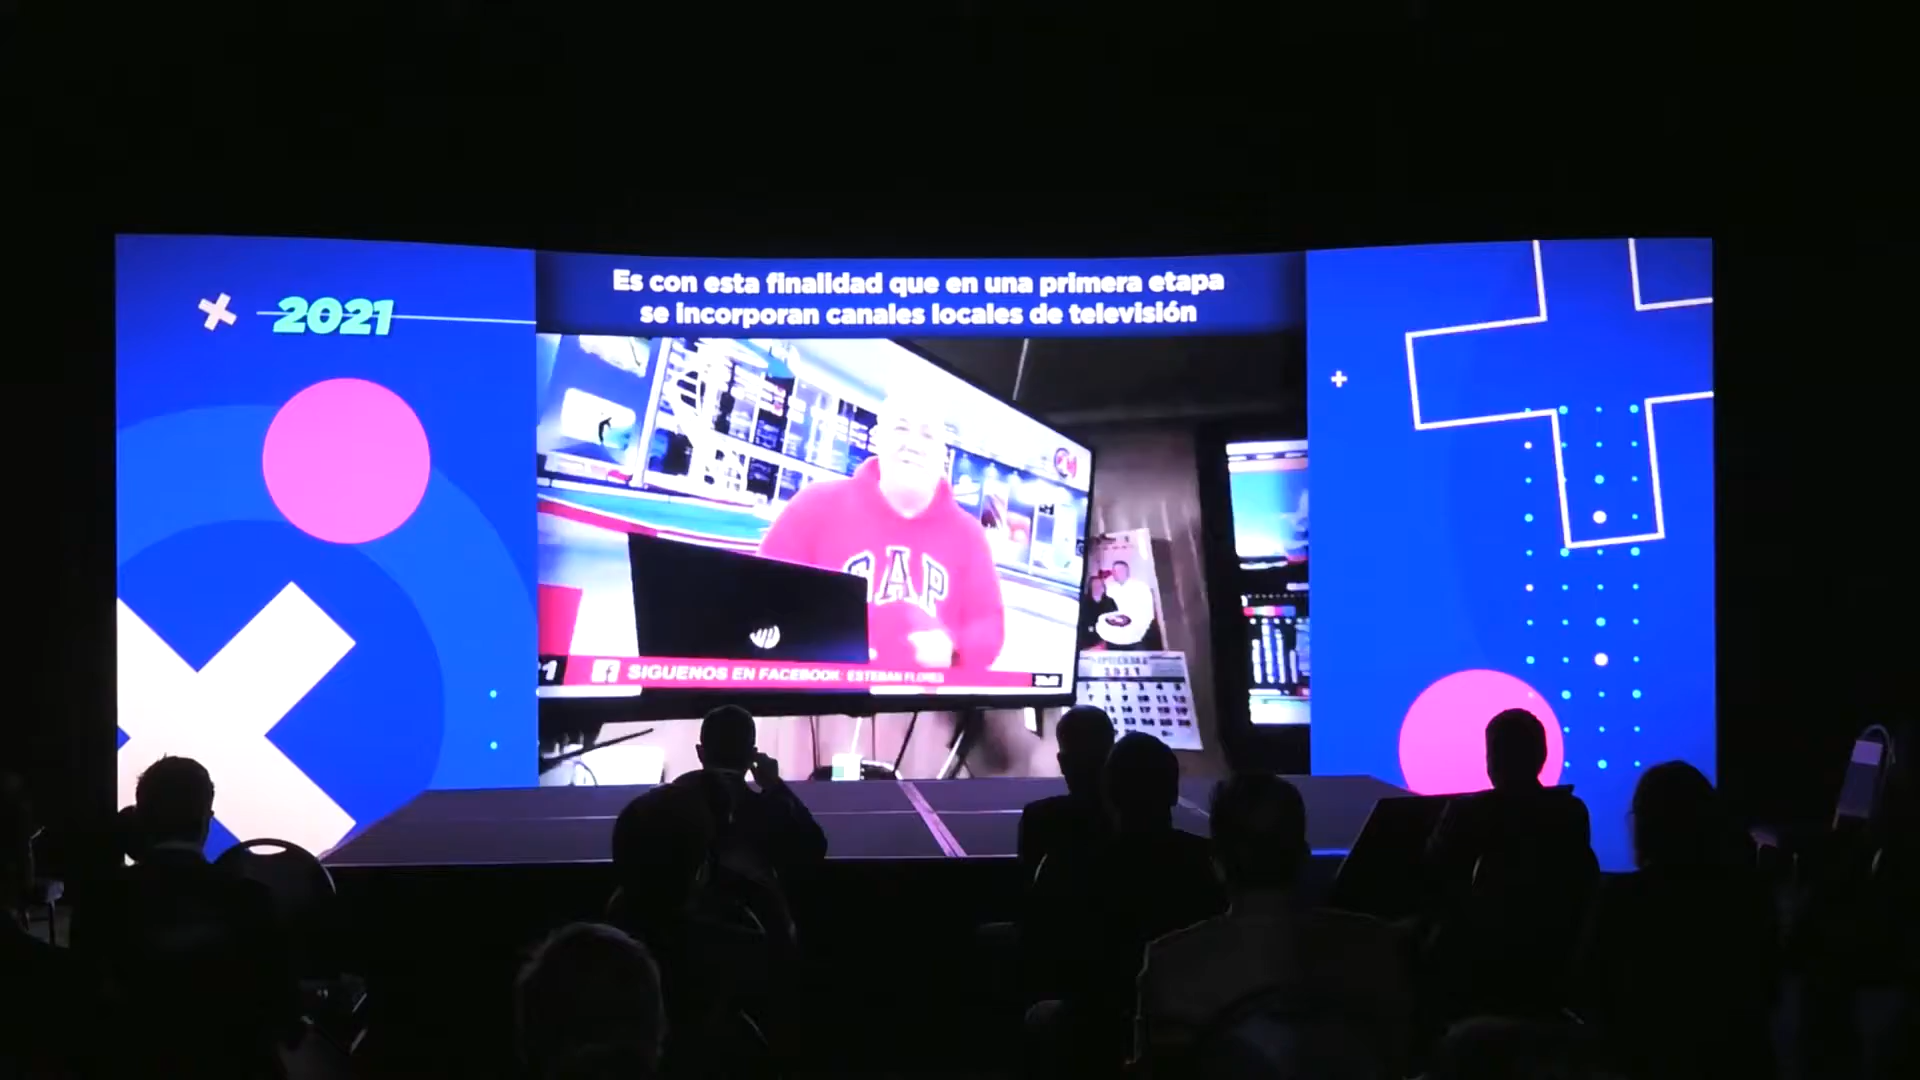 2021
Es con esta finalidad que en una primera etapa
se incorporan canales locales de televisión
GAP
hp
SIGUENOS EN FACEBOOK: ESTEBAN FLORES
2021